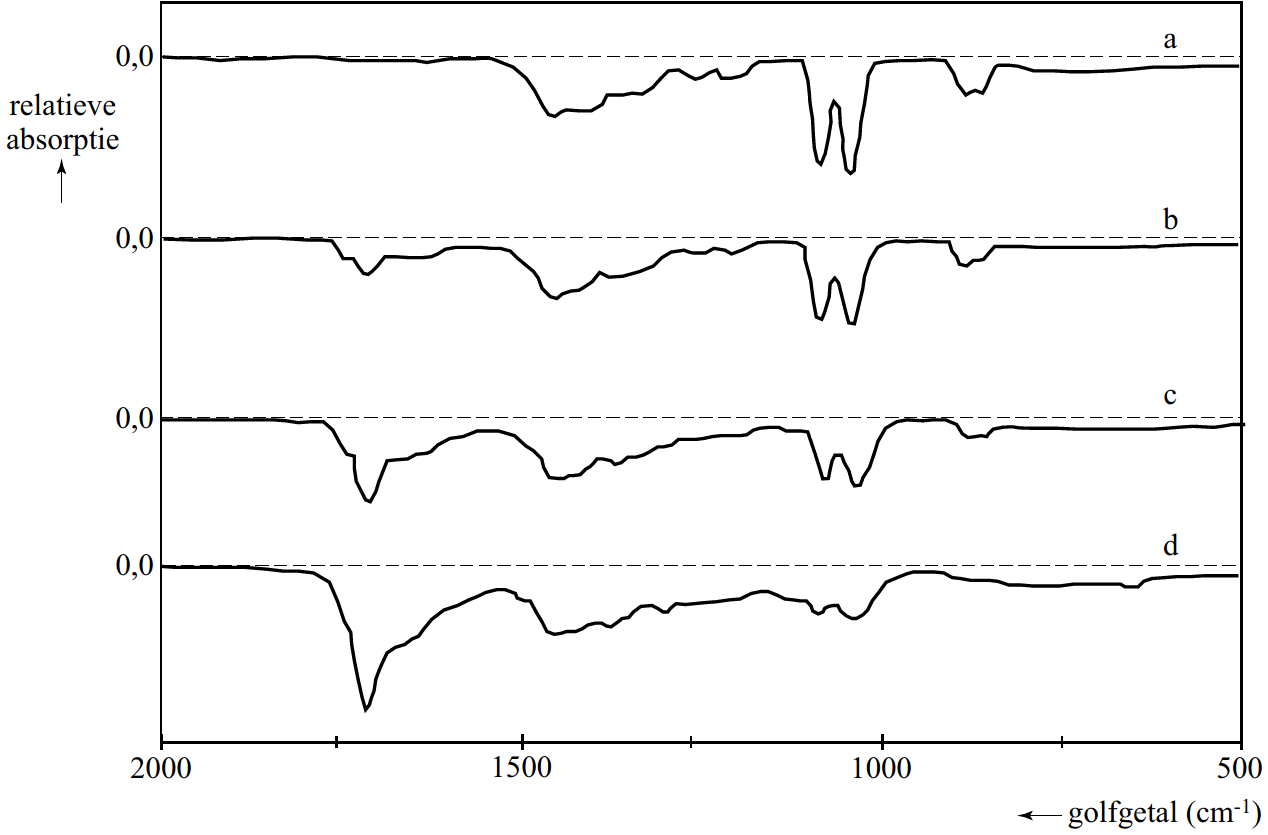 a
0,0
relatieve
absorptie
b
0,0
c
0,0
d
0,0
2000 1500 1000 500
golfgetal (cm-1)